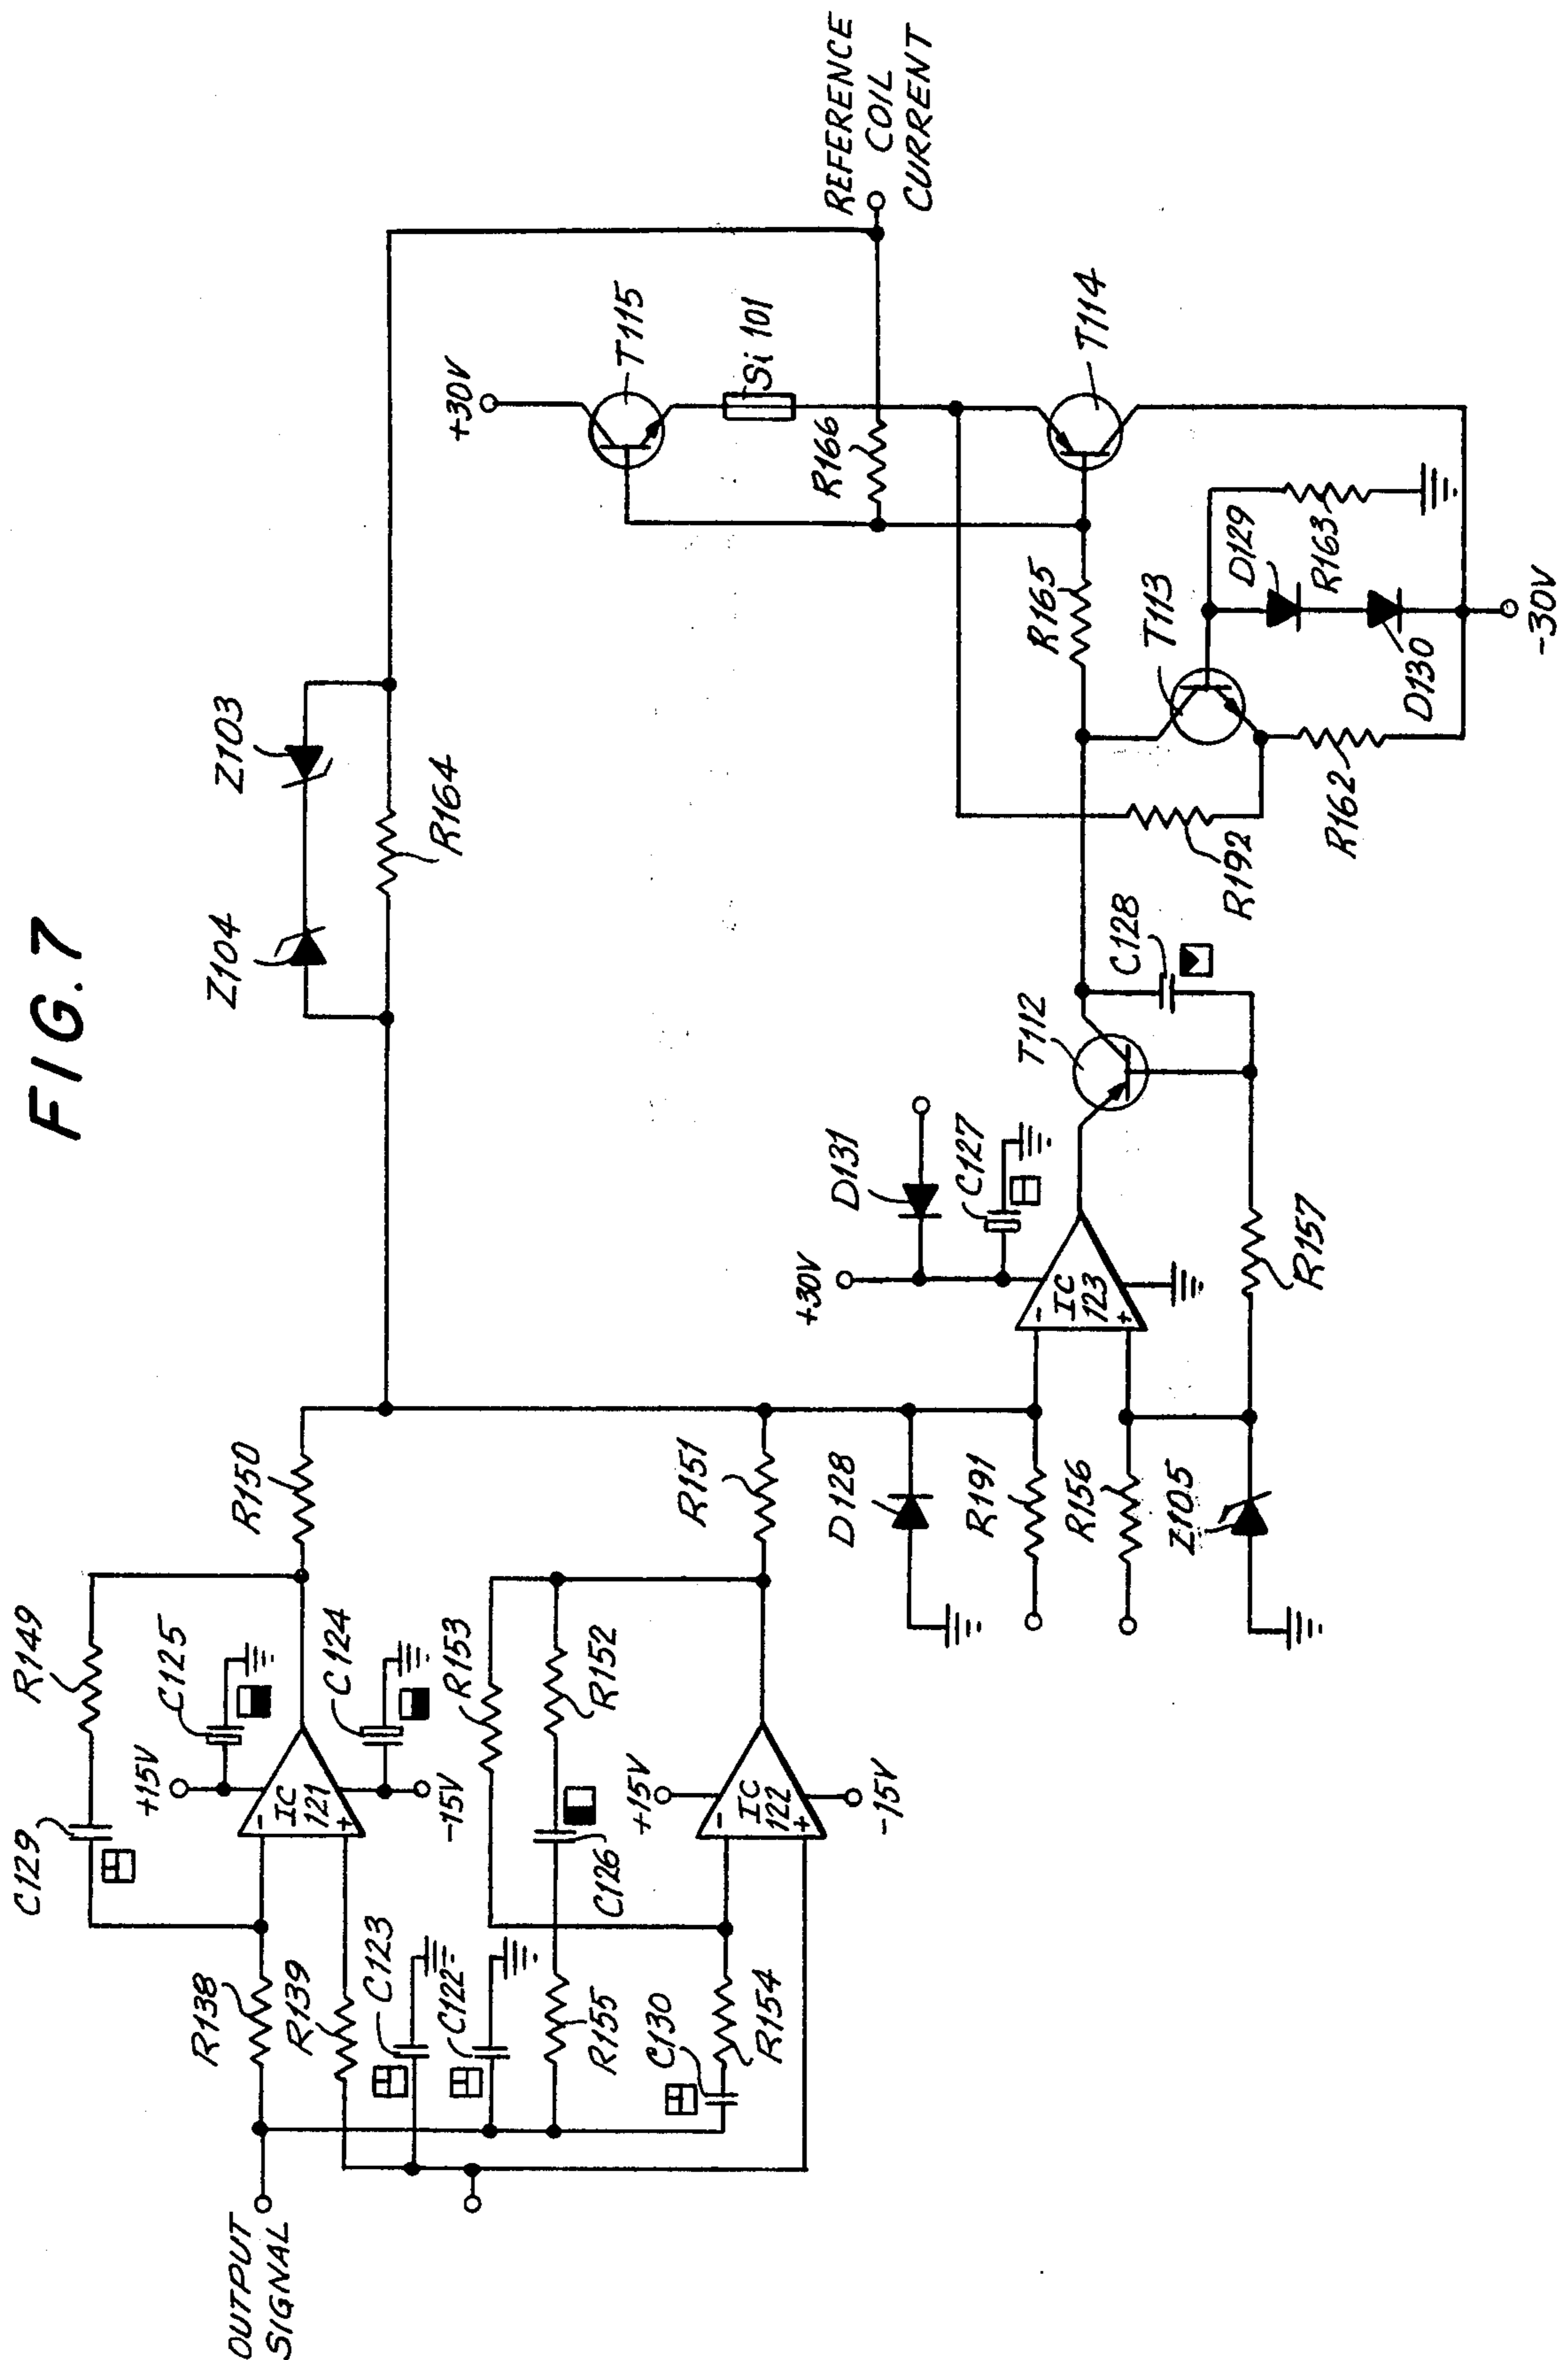 FIG. 7
R149
C129
C125
+15V
IC
121
-
+
C124
-15V
R138
R139
R150
OUTPUT
SIGNAL
C123
C122
R153
R152
C126
R155
C130
R154
+15V
IC
122
-
+
-15V
R151
Z104
Z103
R164
D128
R191
R156
Z105
+30V
D131
C127
IC
123
-
+
R157
T112
C128
R192
R162
T113
R165
D129
D130
R163
-30V
T114
R166
Si 101
T115
+30V
REFERENCE
COIL
CURRENT